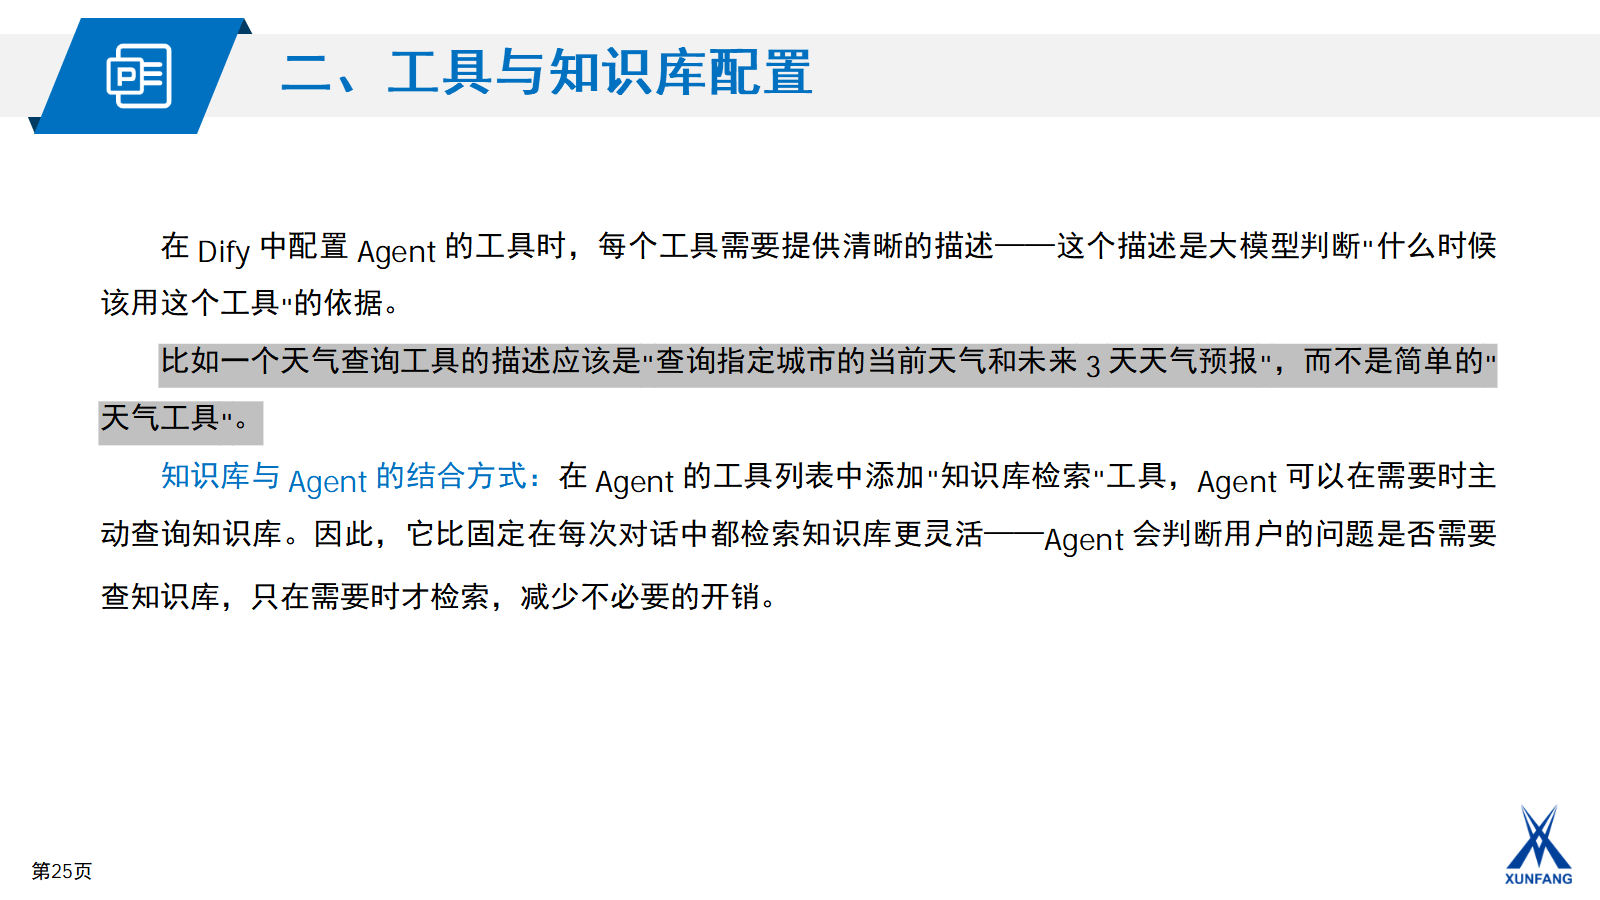 二、工具与知识库配置
在 Dify 中配置 Agent 的工具时，每个工具需要提供清晰的描述——这个描述是大模型判断"什么时候
该用这个工具"的依据。
比如一个天气查询工具的描述应该是"查询指定城市的当前天气和未来 3 天天气预报"，而不是简单的"
天气工具"。
知识库与 Agent 的结合方式：在 Agent 的工具列表中添加"知识库检索"工具，Agent 可以在需要时主
动查询知识库。因此，它比固定在每次对话中都检索知识库更灵活——Agent 会判断用户的问题是否需要
查知识库，只在需要时才检索，减少不必要的开销。
第25页
XUNFANG